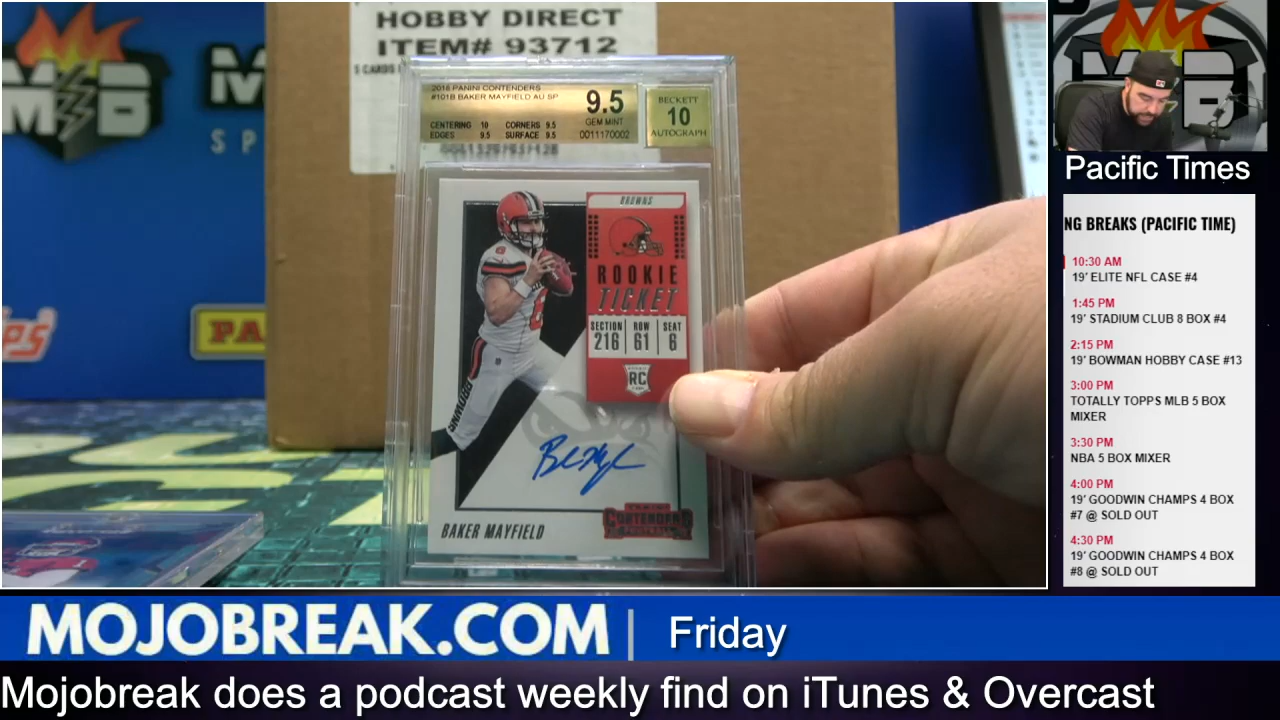 HOBBY DIRECT
ITEM# 93712
2018 PANINI CONTENDERS
#101B BAKER MAYFIELD AU SP
CENTERING 10 CORNERS 9.5
EDGES 9.5 SURFACE 9.5
9.5
GEM MINT
0011170002
BECKETT
10
AUTOGRAPH
BROWNS
ROOKIE
TICKET
SECTION ROW SEAT
216 61 6
RC
BROWNS
BAKER MAYFIELD
PANINI
CONTENDERS
FOOTBALL
MB
PA
Pacific Times
NG BREAKS (PACIFIC TIME)
10:30 AM
19' ELITE NFL CASE #4
1:45 PM
19' STADIUM CLUB 8 BOX #4
2:15 PM
19' BOWMAN HOBBY CASE #13
3:00 PM
TOTALLY TOPPS MLB 5 BOX
MIXER
3:30 PM
NBA 5 BOX MIXER
4:00 PM
19' GOODWIN CHAMPS 4 BOX
#7 @ SOLD OUT
4:30 PM
19' GOODWIN CHAMPS 4 BOX
#8 @ SOLD OUT
MOJOBREAK.COM | Friday
Mojobreak does a podcast weekly find on iTunes & Overcast